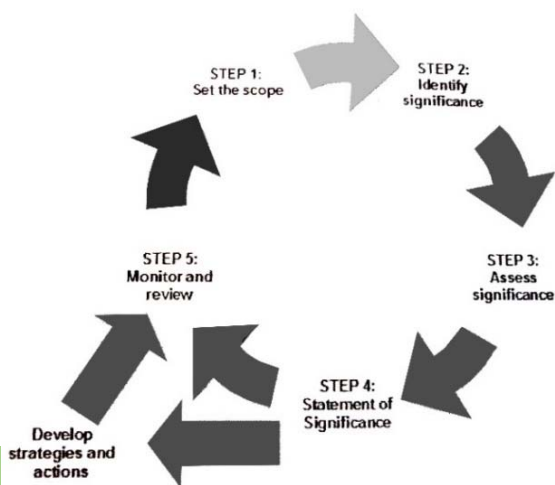 STEP 1:
Set the scope
STEP 2:
Identify
significance
STEP 3:
Assess
significance
STEP 4:
Statement of
Significance
STEP 5:
Monitor and
review
Develop
strategies and
actions